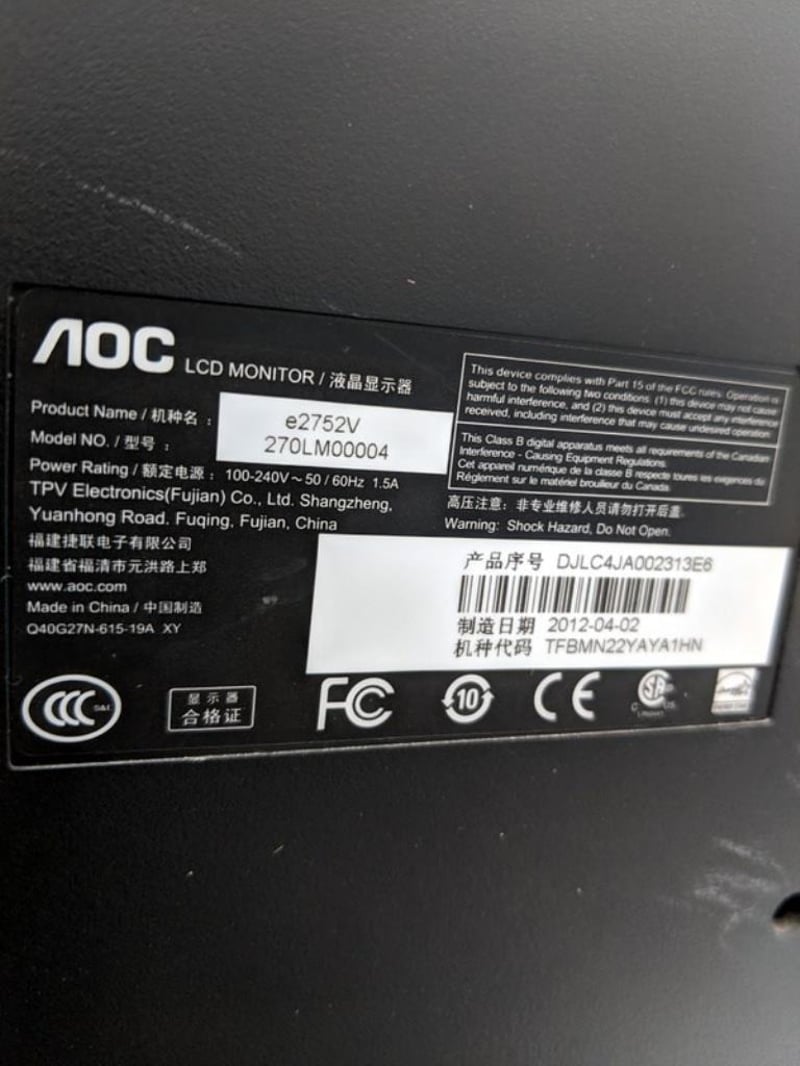 AOC LCD MONITOR / 液晶显示器
Product Name / 机种名 : e2752V
Model NO. / 型号 : 270LM00004
Power Rating / 额定电源 : 100-240V ~ 50 / 60Hz 1.5A
TPV Electronics(Fujian) Co., Ltd. Shangzheng,
Yuanhong Road. Fuqing, Fujian, China
福建捷联电子有限公司
福建省福清市元洪路上郑
www.aoc.com
Made in China / 中国制造
Q40G27N-615-19A XY
This device complies with Part 15 of the FCC rules. Operation is
subject to the following two conditions. (1) this device may not cause
harmful interference, and (2) this device must accept any interference
received, including interference that may cause undesired operation.
This Class B digital apparatus meets all requirements of the Canadian
Interference - Causing Equipment Regulations.
Cet appareil numérique de la classe B respecte toutes les exigences du
Réglement sur le matériel brouilleur du Canada.
高压注意: 非专业维修人员请勿打开后盖.
Warning: Shock Hazard, Do Not Open.
产品序号 DJLC4JA002313E6
制造日期 2012-04-02
机种代码 TFBMN22YAYA1HN
CCC S&E
显示器
合格证
FC
10
CE
C US